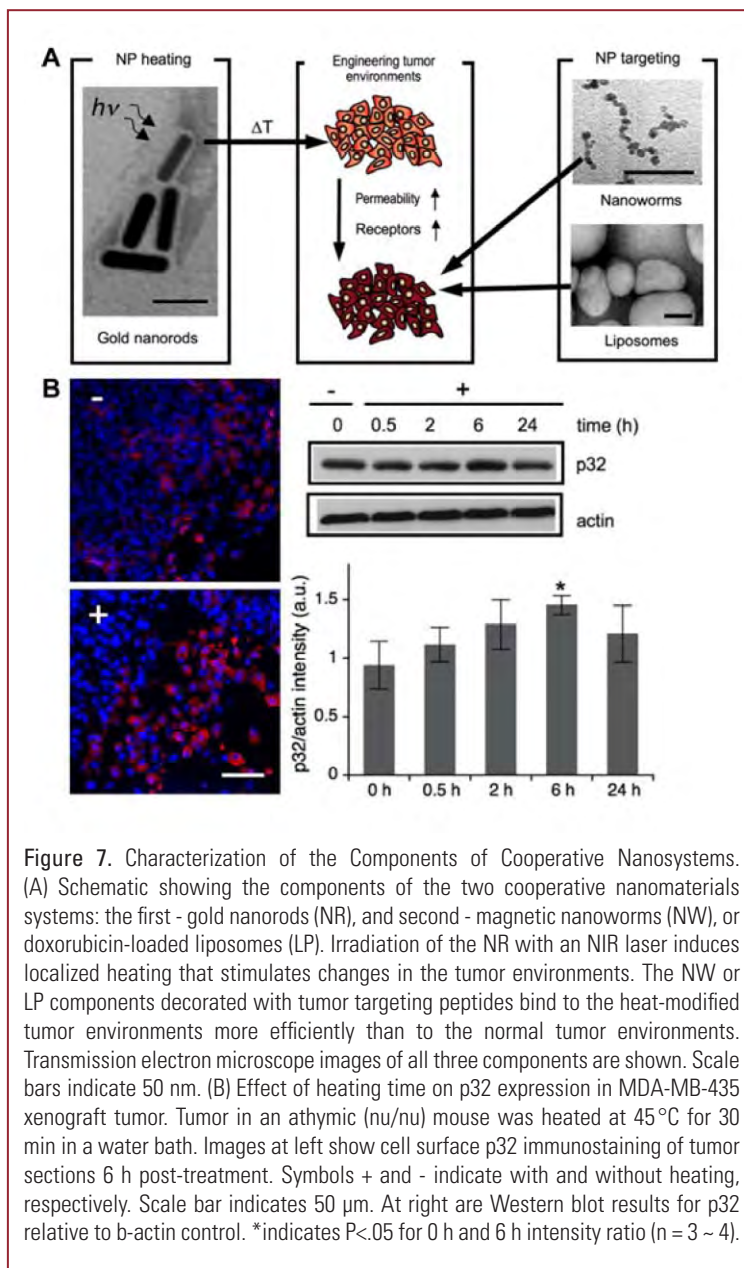 A
NP heating
hν
Gold nanorods
ΔT
Engineering tumor
environments
Permeability ↑
Receptors ↑
NP targeting
Nanoworms
Liposomes
B
-
+
- +
0 0.5 2 6 24 time (h)
p32
actin
p32/actin intensity (a.u.)
1.5
1
0.5
0
*
0 h 0.5 h 2 h 6 h 24 h
Figure 7. Characterization of the Components of Cooperative Nanosystems.
(A) Schematic showing the components of the two cooperative nanomaterials
systems: the first - gold nanorods (NR), and second - magnetic nanoworms (NW), or
doxorubicin-loaded liposomes (LP). Irradiation of the NR with an NIR laser induces
localized heating that stimulates changes in the tumor environments. The NW or
LP components decorated with tumor targeting peptides bind to the heat-modified
tumor environments more efficiently than to the normal tumor environments.
Transmission electron microscope images of all three components are shown. Scale
bars indicate 50 nm. (B) Effect of heating time on p32 expression in MDA-MB-435
xenograft tumor. Tumor in an athymic (nu/nu) mouse was heated at 45°C for 30
min in a water bath. Images at left show cell surface p32 immunostaining of tumor
sections 6 h post-treatment. Symbols + and - indicate with and without heating,
respectively. Scale bar indicates 50 µm. At right are Western blot results for p32
relative to b-actin control. *indicates P<.05 for 0 h and 6 h intensity ratio (n = 3 ~ 4).